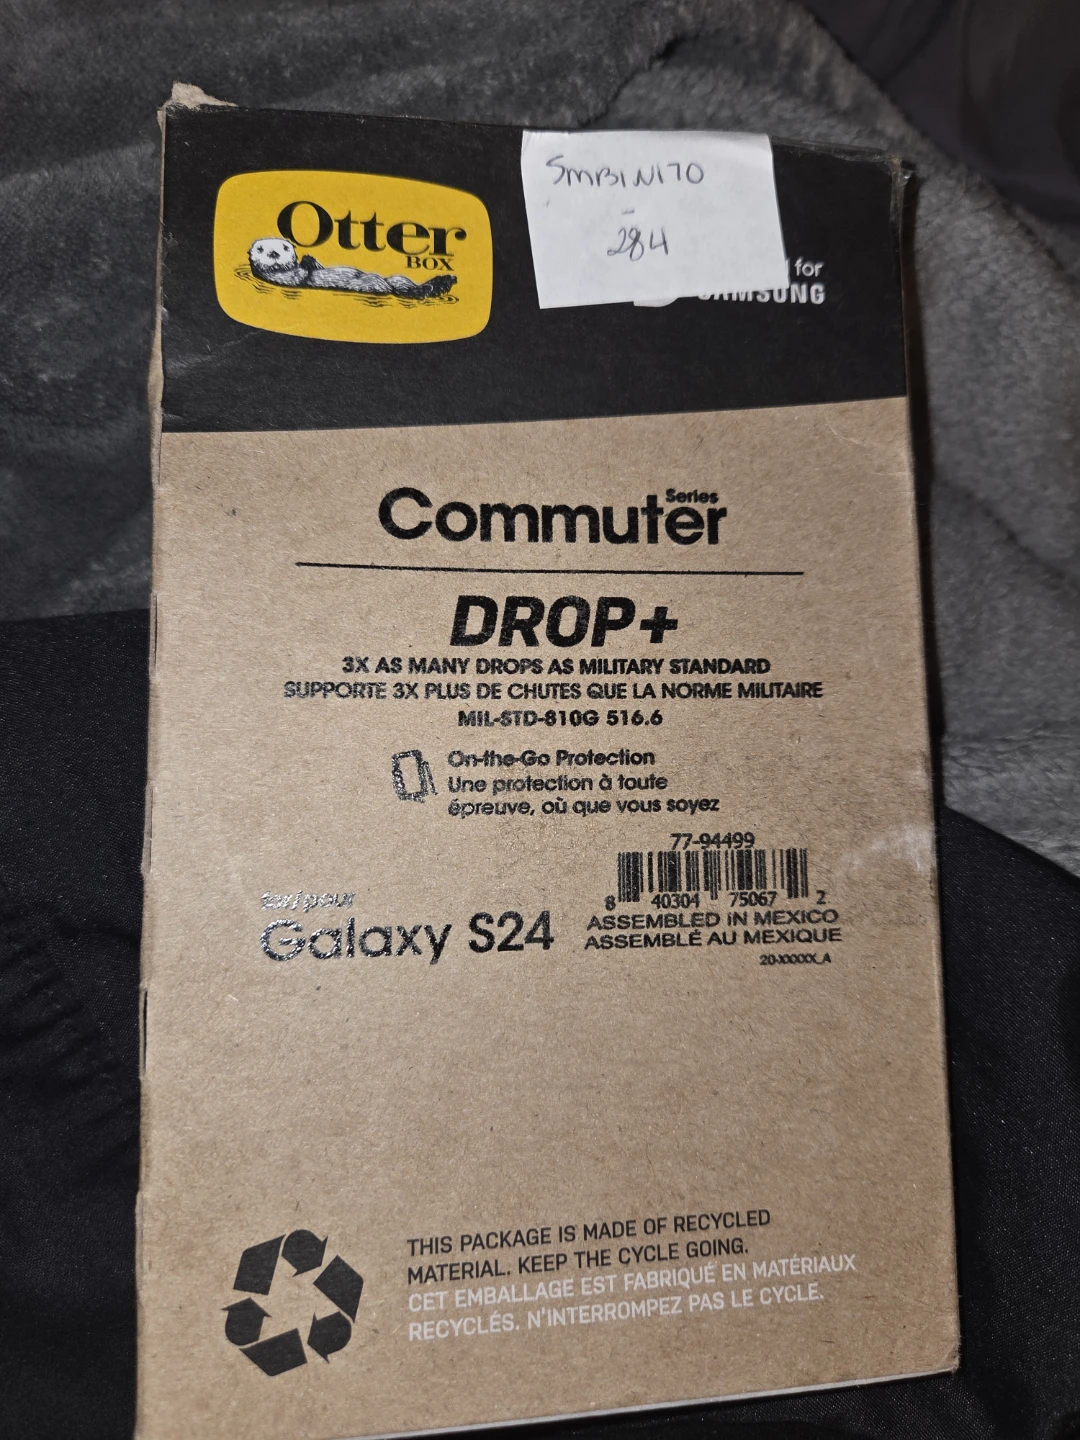 Otter
BOX
SMBINI70
-
284
for
SAMSUNG
Commuter Series
DROP+
3X AS MANY DROPS AS MILITARY STANDARD
SUPPORTE 3X PLUS DE CHUTES QUE LA NORME MILITAIRE
MIL-STD-810G 516.6
On-the-Go Protection
Une protection à toute
épreuve, où que vous soyez
77-94499
8 40304 75067 2
ASSEMBLED IN MEXICO
ASSEMBLÉ AU MEXIQUE
20-XXXXX_A
for/pour
Galaxy S24
THIS PACKAGE IS MADE OF RECYCLED
MATERIAL. KEEP THE CYCLE GOING.
CET EMBALLAGE EST FABRIQUÉ EN MATÉRIAUX
RECYCLÉS. N'INTERROMPEZ PAS LE CYCLE.